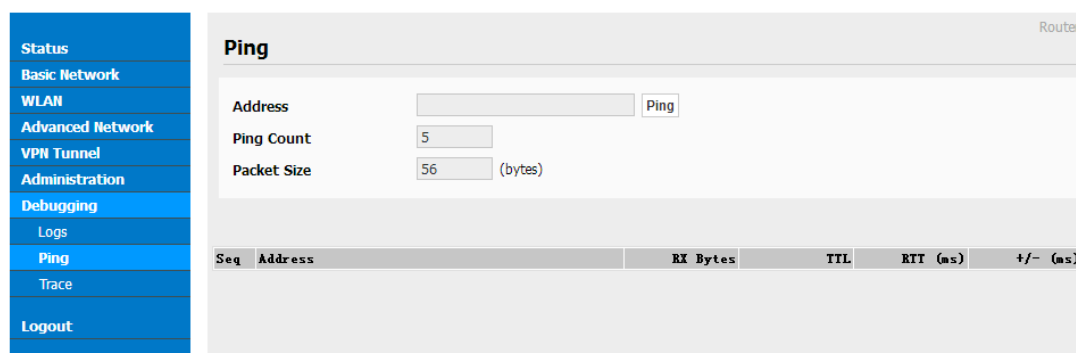 Status
Basic Network
WLAN
Advanced Network
VPN Tunnel
Administration
Debugging
Logs
Ping
Trace
Logout
Ping
Address Ping
Ping Count 5
Packet Size 56 (bytes)
Seq Address RX Bytes TTL RTT (ms) +/- (ms)